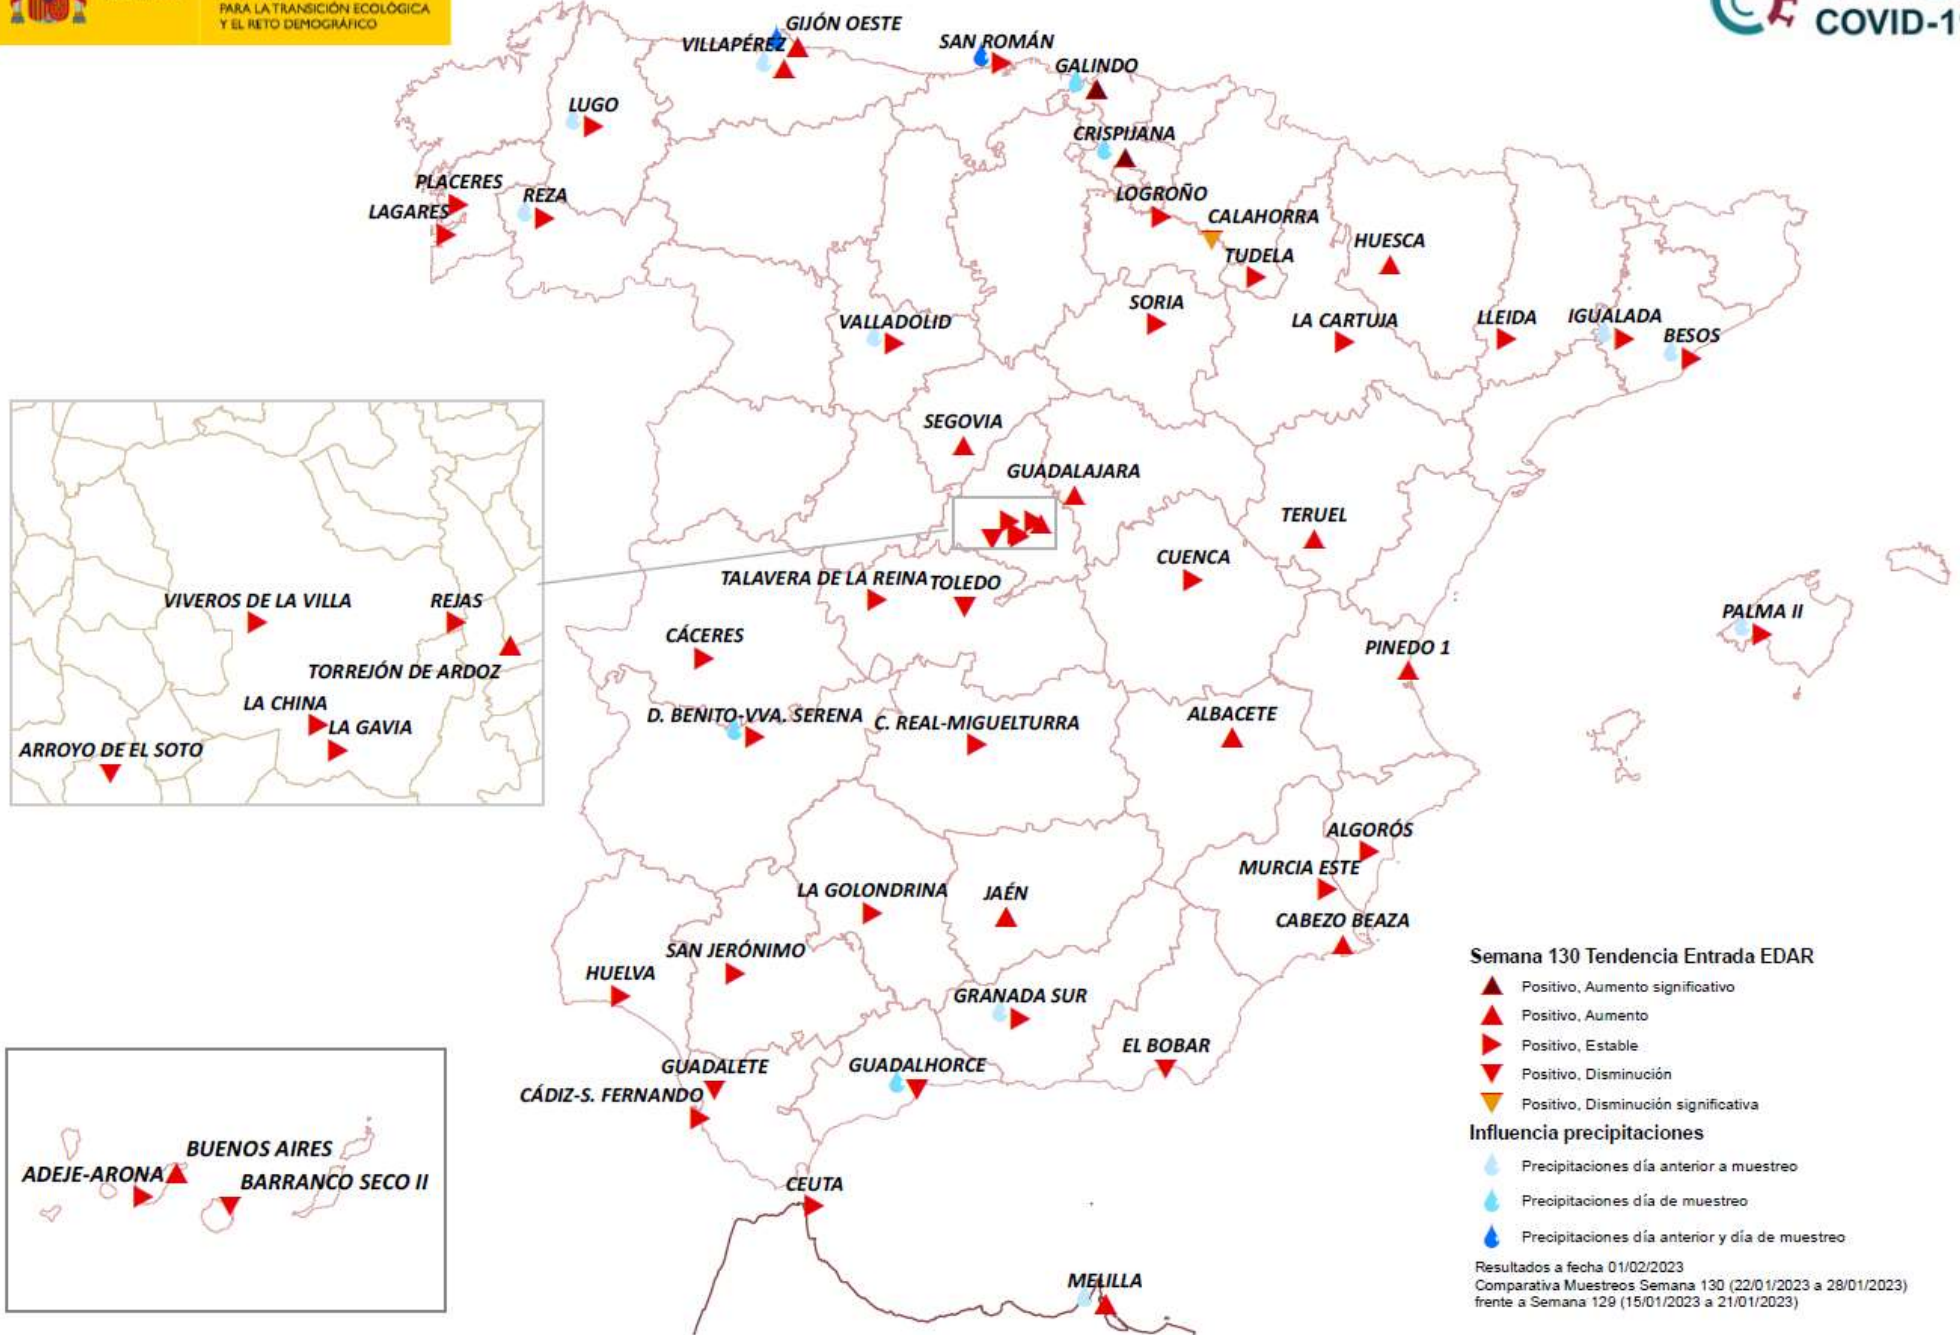 PARA LA TRANSICIÓN ECOLÓGICA
Y EL RETO DEMOGRÁFICO
COVID-1
GIJÓN OESTE
VILLAPÉREZ
SAN ROMÁN
GALINDO
LUGO
CRISPIJANA
PLACERES
REZA
LOGROÑO
LAGARES
CALAHORRA
HUESCA
TUDELA
SORIA
VALLADOLID
LA CARTUJA
LLEIDA
IGUALADA
BESOS
SEGOVIA
GUADALAJARA
TERUEL
CUENCA
TALAVERA DE LA REINA
TOLEDO
VIVEROS DE LA VILLA
REJAS
PALMA II
CÁCERES
PINEDO 1
TORREJÓN DE ARDOZ
LA CHINA
LA GAVIA
D. BENITO-VVA. SERENA
C. REAL-MIGUELTURRA
ALBACETE
ARROYO DE EL SOTO
ALGORÓS
MURCIA ESTE
LA GOLONDRINA
JAÉN
CABEZO BEAZA
SAN JERÓNIMO
HUELVA
GRANADA SUR
EL BOBAR
GUADALETE
GUADALHORCE
CÁDIZ-S. FERNANDO
BUENOS AIRES
ADEJE-ARONA
BARRANCO SECO II
CEUTA
MELILLA
Semana 130 Tendencia Entrada EDAR
Positivo, Aumento significativo
Positivo, Aumento
Positivo, Estable
Positivo, Disminución
Positivo, Disminución significativa
Influencia precipitaciones
Precipitaciones día anterior a muestreo
Precipitaciones día de muestreo
Precipitaciones día anterior y día de muestreo
Resultados a fecha 01/02/2023
Comparativa Muestreos Semana 130 (22/01/2023 a 28/01/2023)
frente a Semana 129 (15/01/2023 a 21/01/2023)